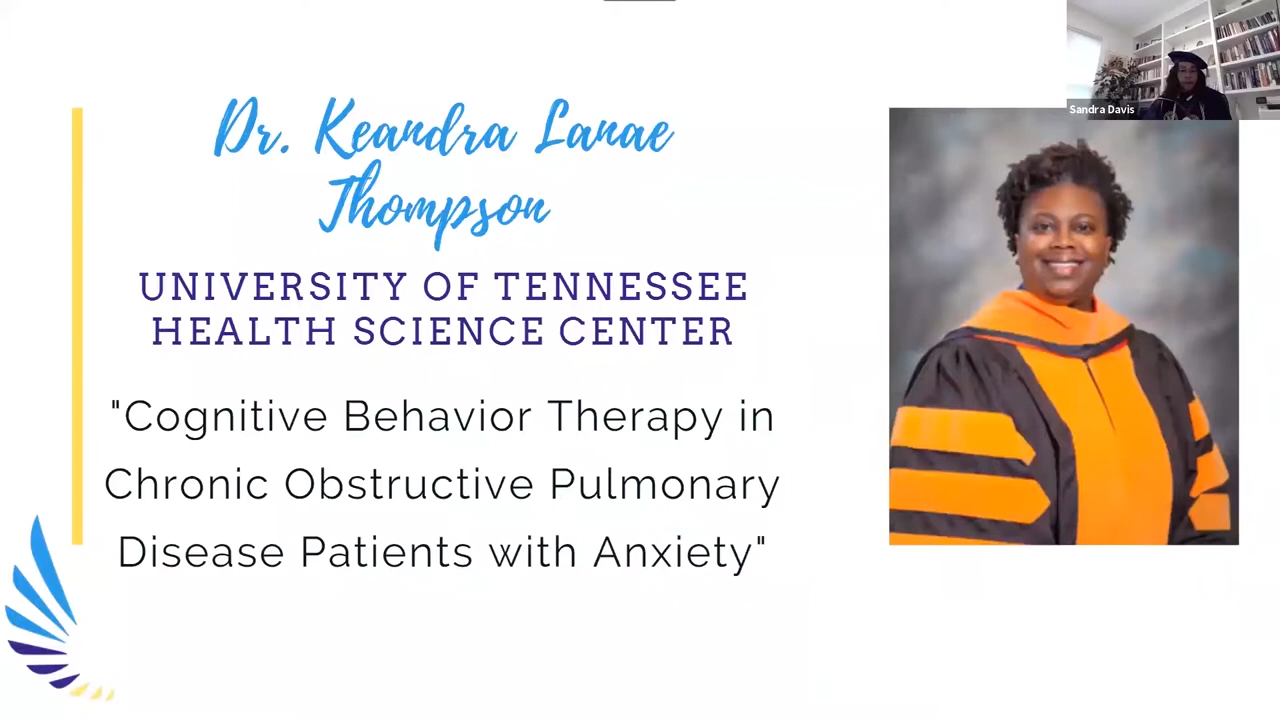 Sandra Davis
Dr. Keandra Lanae
Thompson
UNIVERSITY OF TENNESSEE
HEALTH SCIENCE CENTER
"Cognitive Behavior Therapy in
Chronic Obstructive Pulmonary
Disease Patients with Anxiety"